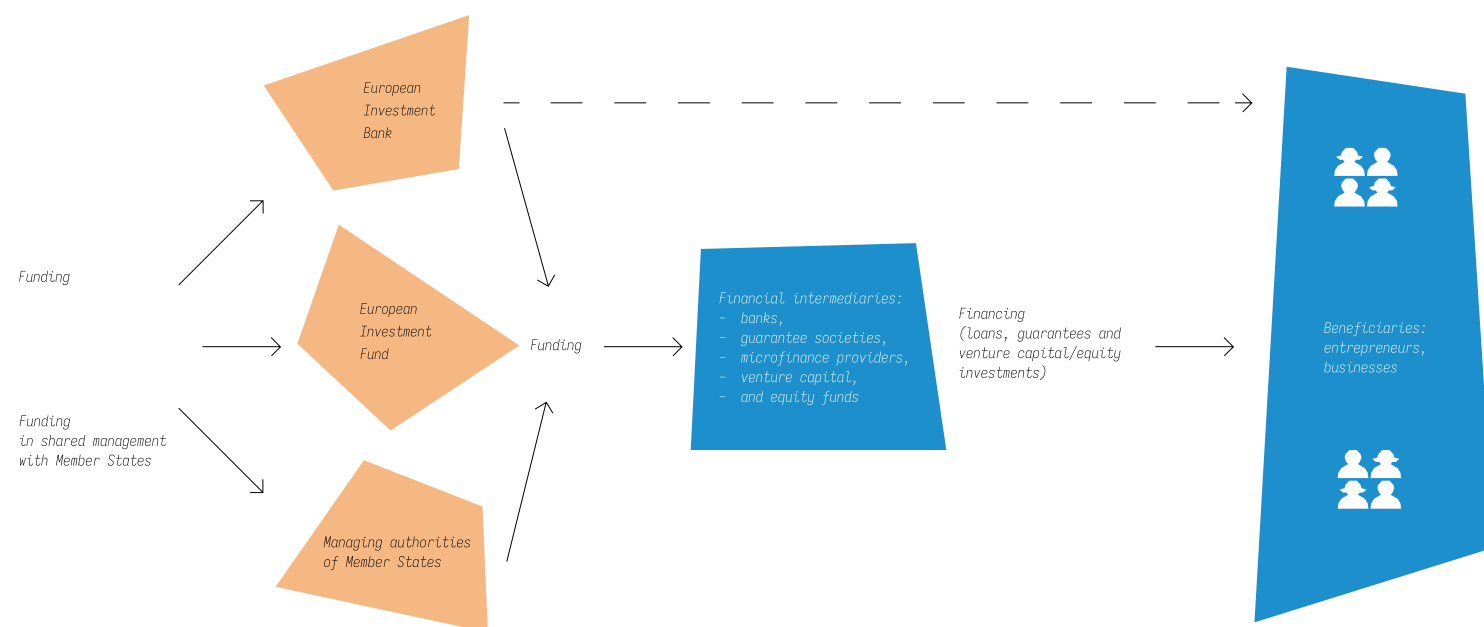 European
Investment
Bank
Funding
European
Investment
Fund
Funding
Financial intermediaries:
- banks,
- guarantee societies,
- microfinance providers,
- venture capital,
- and equity funds
Financing
(loans, guarantees and
venture capital/equity
investments)
Beneficiaries:
entrepreneurs,
businesses
Funding
in shared management
with Member States
Managing authorities
of Member States